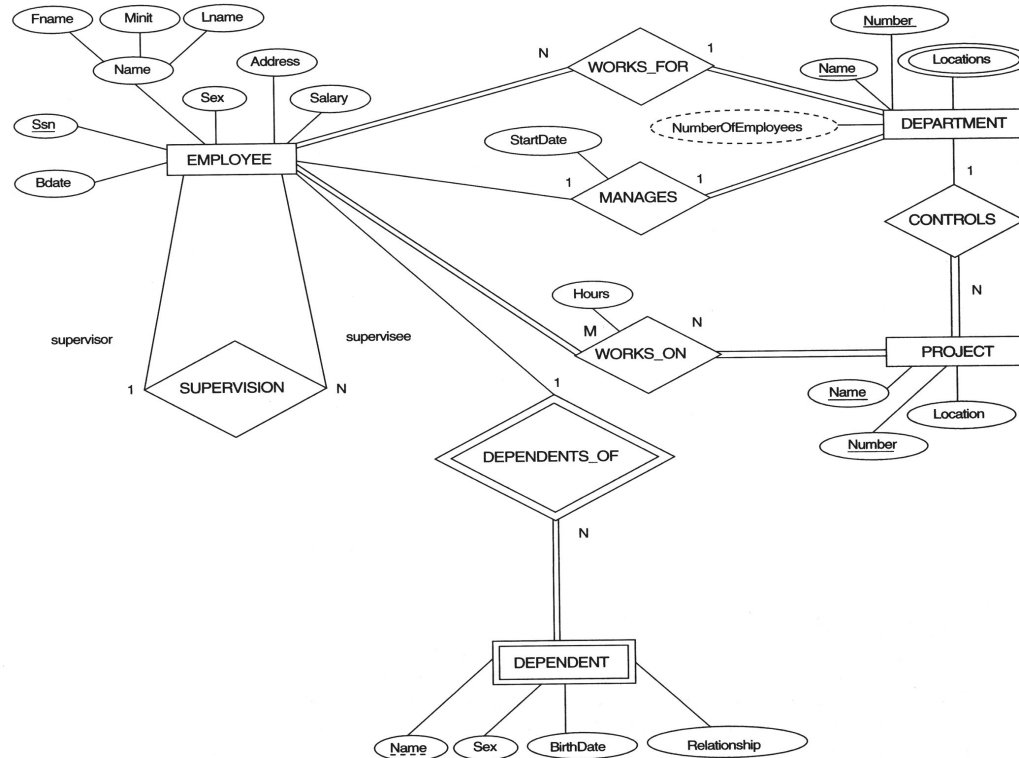 Fname
Minit
Lname
Name
Address
Sex
Salary
Ssn
Bdate
EMPLOYEE
N
WORKS_FOR
1
Number
Name
Locations
DEPARTMENT
NumberOfEmployees
StartDate
1
MANAGES
1
1
CONTROLS
N
supervisor
supervisee
1
SUPERVISION
N
Hours
M
WORKS_ON
N
PROJECT
Name
Number
Location
1
DEPENDENTS_OF
N
DEPENDENT
Name
Sex
BirthDate
Relationship